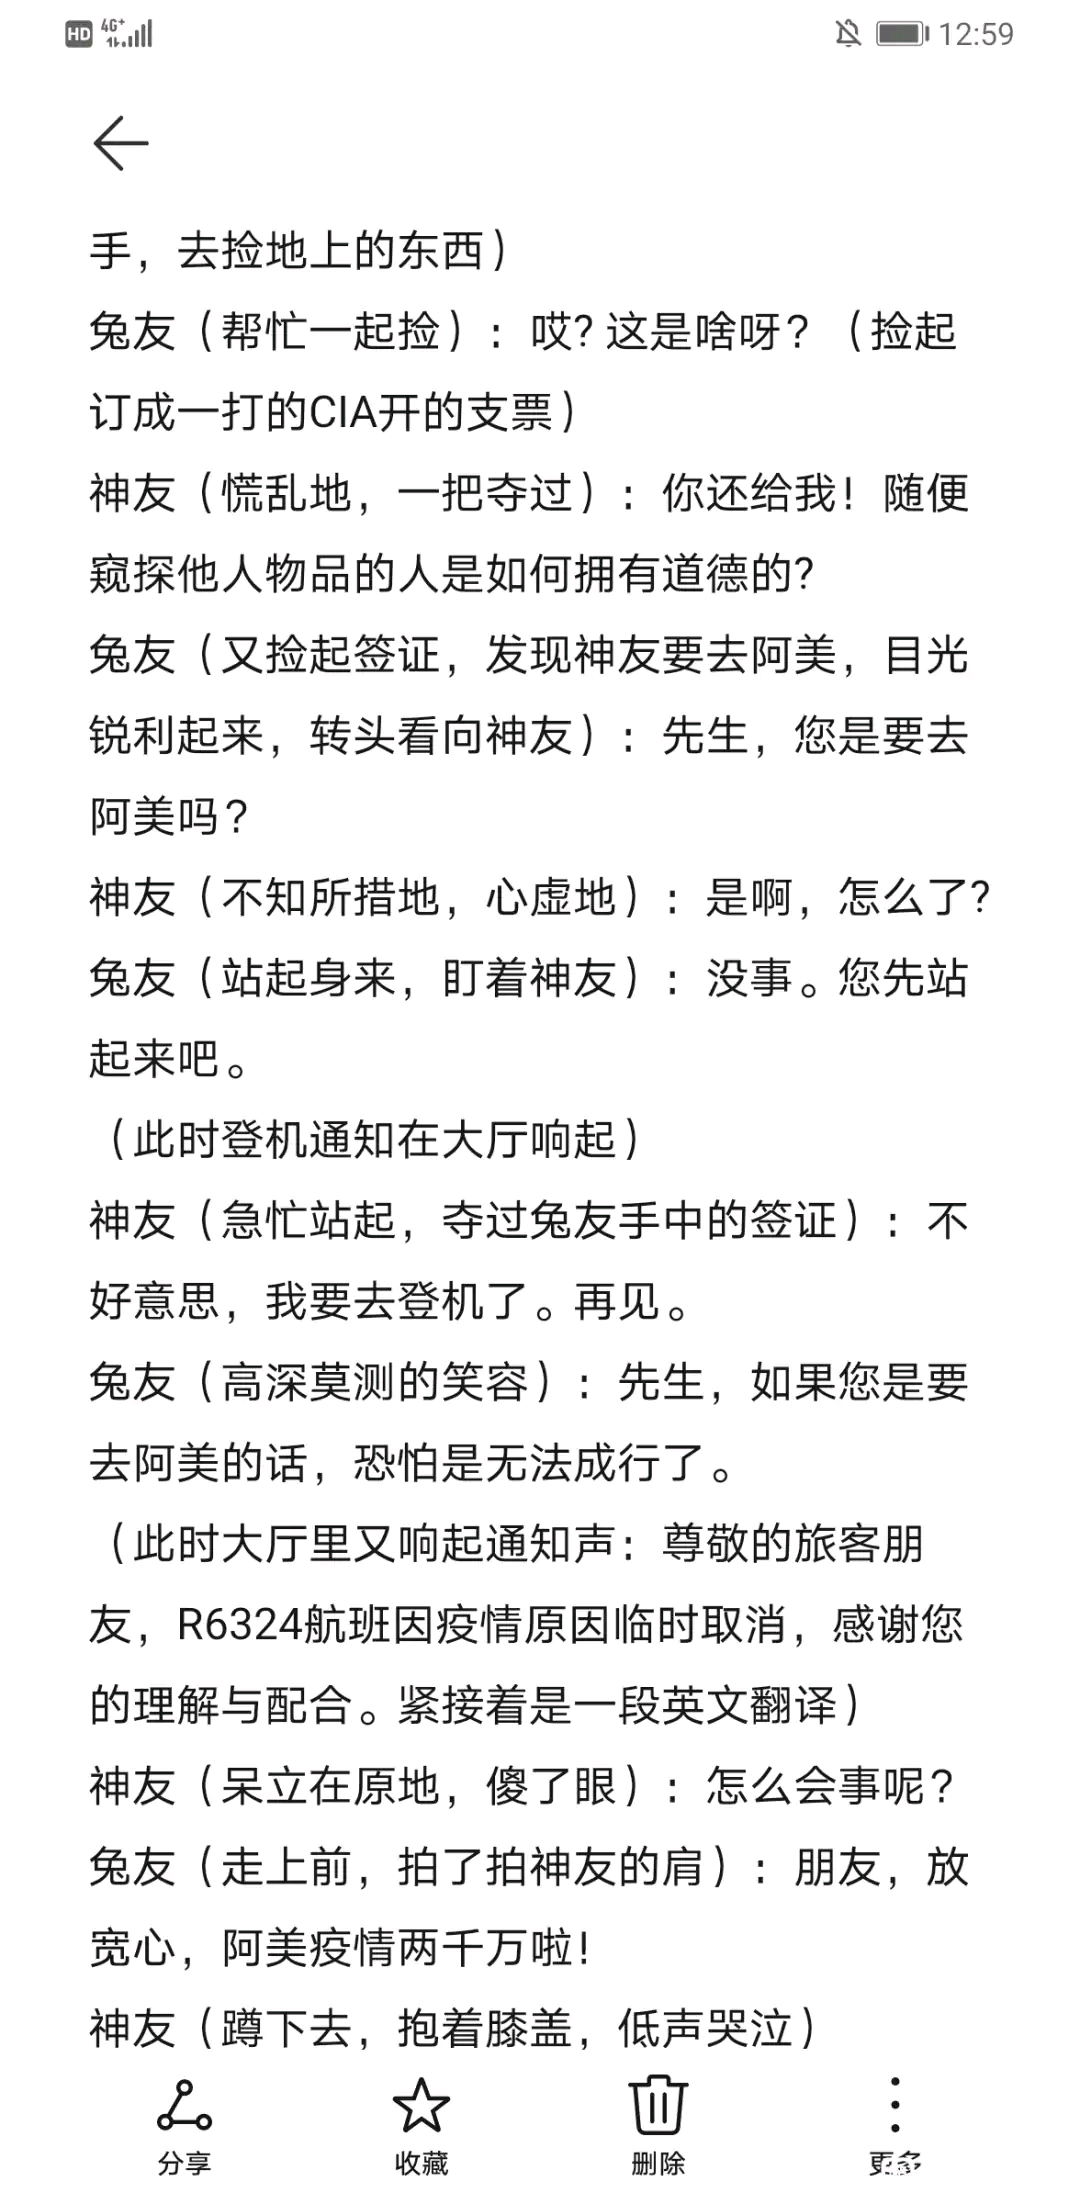 HD 4G+ 12:59
手，去捡地上的东西）
兔友（帮忙一起捡）：哎？这是啥呀？（捡起
订成一打的CIA开的支票）
神友（慌乱地，一把夺过）：你还给我！随便
窥探他人物品的人是如何拥有道德的？
兔友（又捡起签证，发现神友要去阿美，目光
锐利起来，转头看向神友）：先生，您是要去
阿美吗？
神友（不知所措地，心虚地）：是啊，怎么了？
兔友（站起身来，盯着神友）：没事。您先站
起来吧。
（此时登机通知在大厅响起）
神友（急忙站起，夺过兔友手中的签证）：不
好意思，我要去登机了。再见。
兔友（高深莫测的笑容）：先生，如果您是要
去阿美的话，恐怕是无法成行了。
（此时大厅里又响起通知声：尊敬的旅客朋
友，R6324航班因疫情原因临时取消，感谢您
的理解与配合。紧接着是一段英文翻译）
神友（呆立在原地，傻了眼）：怎么会事呢？
兔友（走上前，拍了拍神友的肩）：朋友，放
宽心，阿美疫情两千万啦！
神友（蹲下去，抱着膝盖，低声哭泣）
分享 收藏 删除 更多